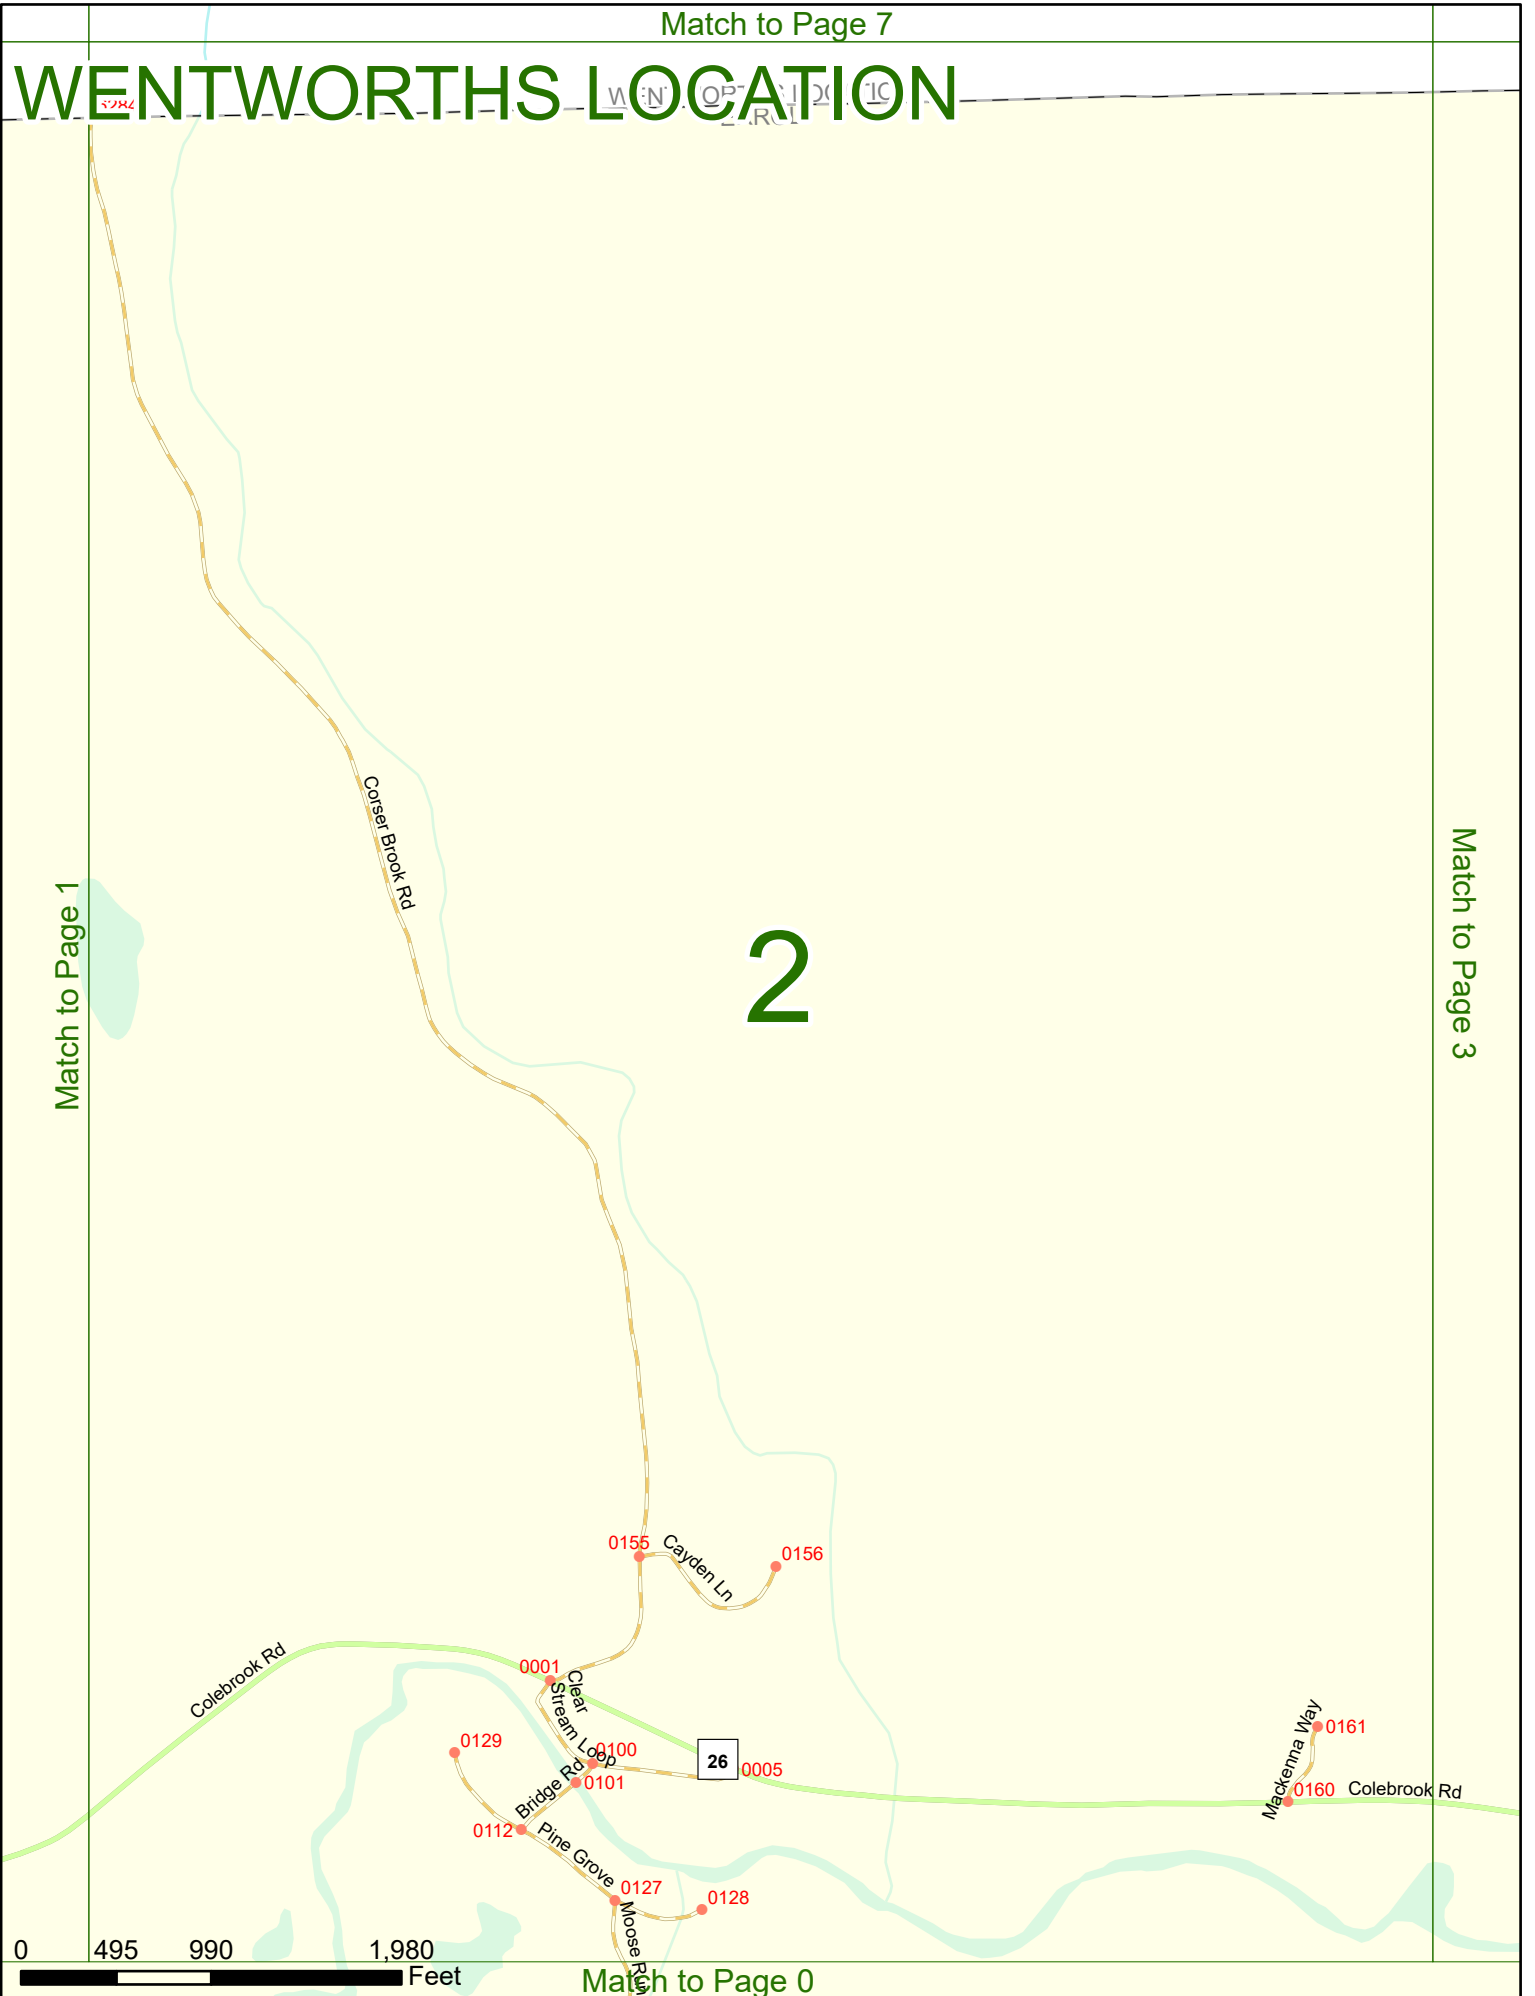 Match to Page 7
WENTWORTHS LOCATION
Corser Brook Rd
2
Match to Page 1
Match to Page 3
0155
Cayden Ln
0156
Colebrook Rd
0001
Clear
Stream Loop
0129
0100
26
0005
0101
Bridge Rd
0112
Pine Grove
Mackenna Way
0161
0160
Colebrook Rd
0127
0128
Moose Run
0 495 990 1,980
Feet
Match to Page 0